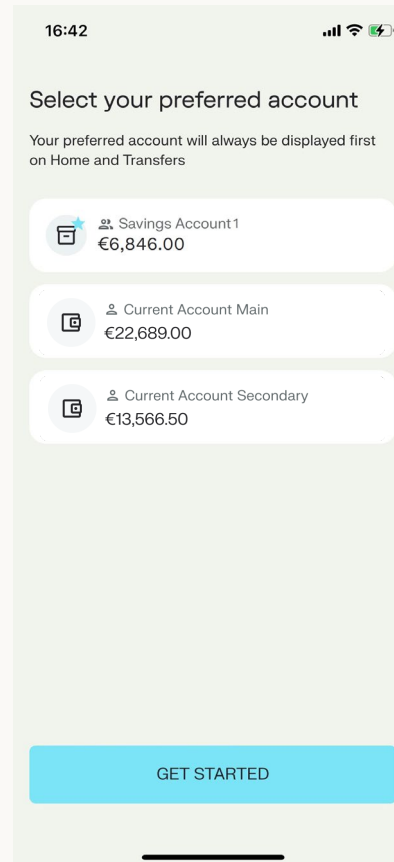 16:42
Select your preferred account
Your preferred account will always be displayed first
on Home and Transfers
Savings Account1
€6,846.00
Current Account Main
€22,689.00
Current Account Secondary
€13,566.50
GET STARTED